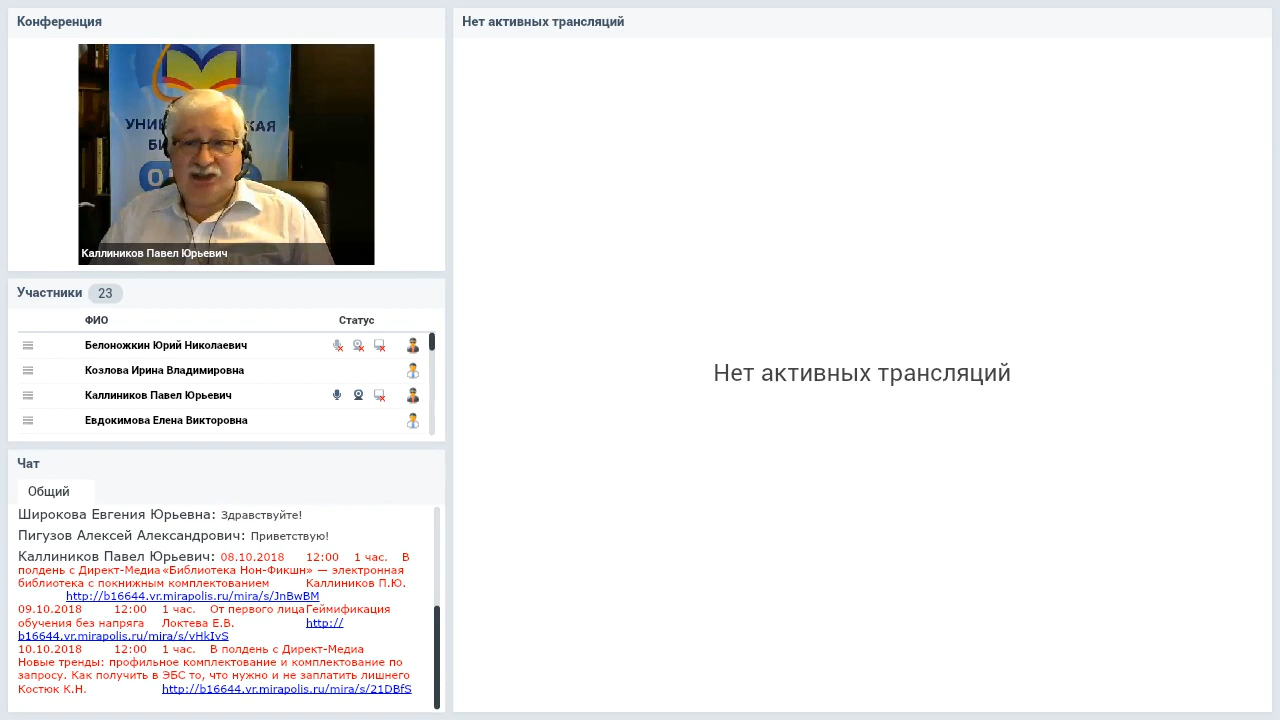 Конференция
УНИ КАЯ
БИ
О
Каллиников Павел Юрьевич
Участники 23
ФИО Статус
Белоножкин Юрий Николаевич
Козлова Ирина Владимировна
Каллиников Павел Юрьевич
Евдокимова Елена Викторовна
Чат
Общий
Широкова Евгения Юрьевна: Здравствуйте!
Пигузов Алексей Александрович: Приветствую!
Каллиников Павел Юрьевич: 08.10.2018 12:00 1 час. В
полдень с Директ-Медиа «Библиотека Нон-Фикшн» — электронная
библиотека с покнижным комплектованием Каллиников П.Ю.
http://b16644.vr.mirapolis.ru/mira/s/JnBwBM
09.10.2018 12:00 1 час. От первого лица Геймификация
обучения без напряга Локтева Е.В. http://
b16644.vr.mirapolis.ru/mira/s/vHkIvS
10.10.2018 12:00 1 час. В полдень с Директ-Медиа
Новые тренды: профильное комплектование и комплектование по
запросу. Как получить в ЭБС то, что нужно и не заплатить лишнего
Костюк К.Н. http://b16644.vr.mirapolis.ru/mira/s/21DBfS
Нет активных трансляций
Нет активных трансляций